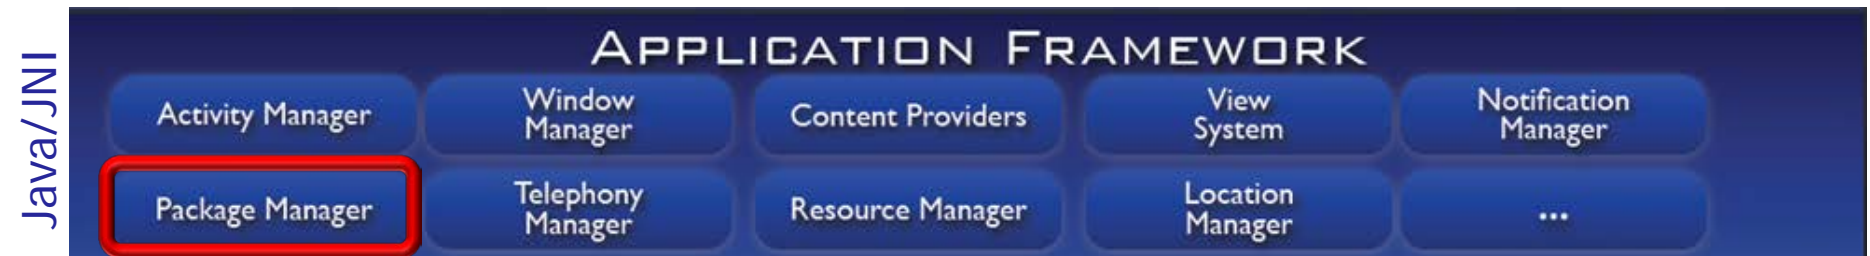 Java/JNI
APPLICATION FRAMEWORK
Activity Manager
Window
Manager
Content Providers
View
System
Notification
Manager
Package Manager
Telephony
Manager
Resource Manager
Location
Manager
...